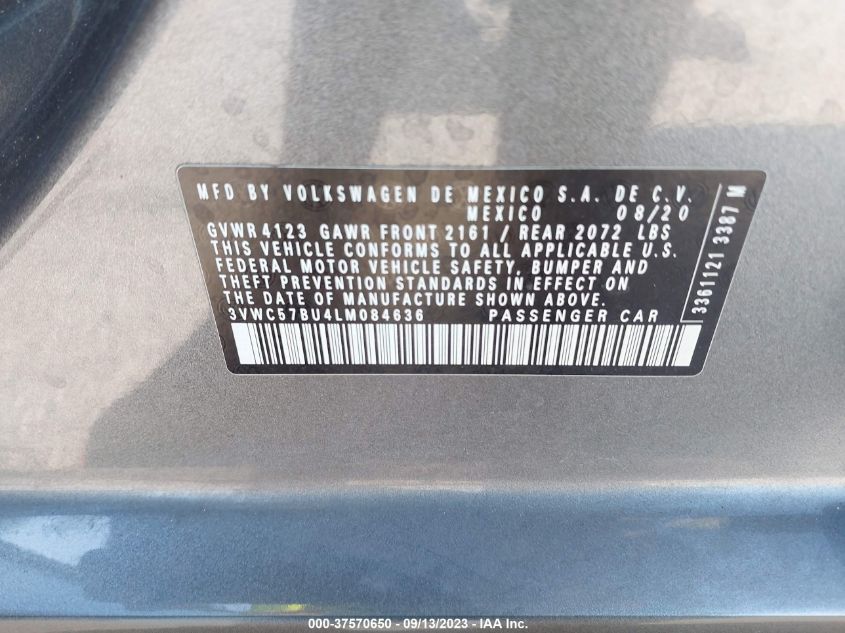 MFD BY VOLKSWAGEN DE MEXICO S.A. DE C.V.
MEXICO 08/20
GVWR 4123 GAWR FRONT 2161 / REAR 2072 LBS
THIS VEHICLE CONFORMS TO ALL APPLICABLE U.S.
FEDERAL MOTOR VEHICLE SAFETY, BUMPER AND
THEFT PREVENTION STANDARDS IN EFFECT ON
THE DATE OF MANUFACTURE SHOWN ABOVE.
3VWC57BU4LM084636 PASSENGER CAR
3361121 3387 M
000-37570650 - 09/13/2023 - IAA Inc.